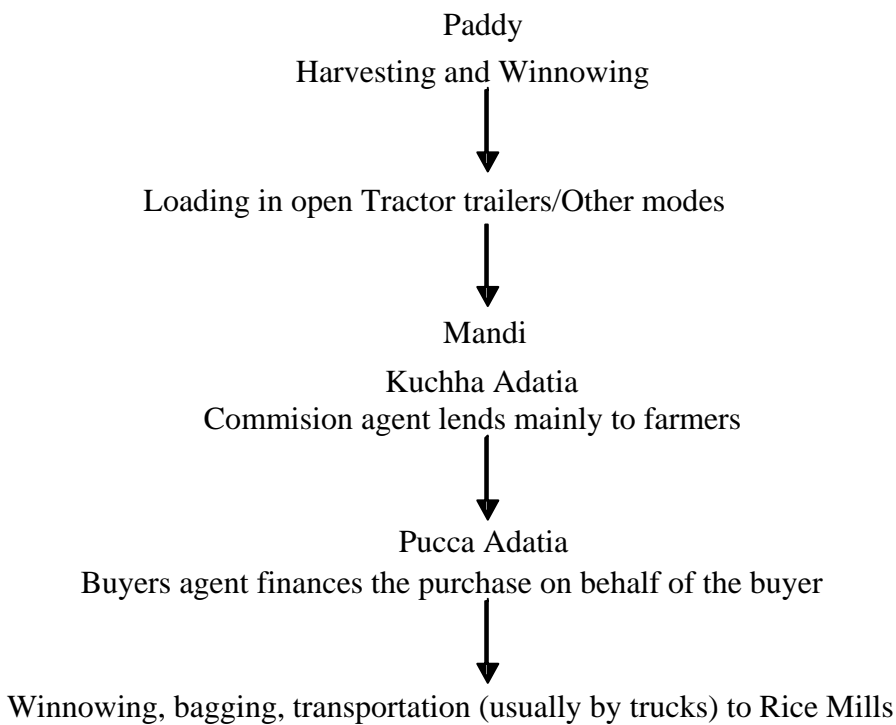 Paddy
Harvesting and Winnowing
Loading in open Tractor trailers/Other modes
Mandi
Kuchha Adatia
Commision agent lends mainly to farmers
Pucca Adatia
Buyers agent finances the purchase on behalf of the buyer
Winnowing, bagging, transportation (usually by trucks) to Rice Mills